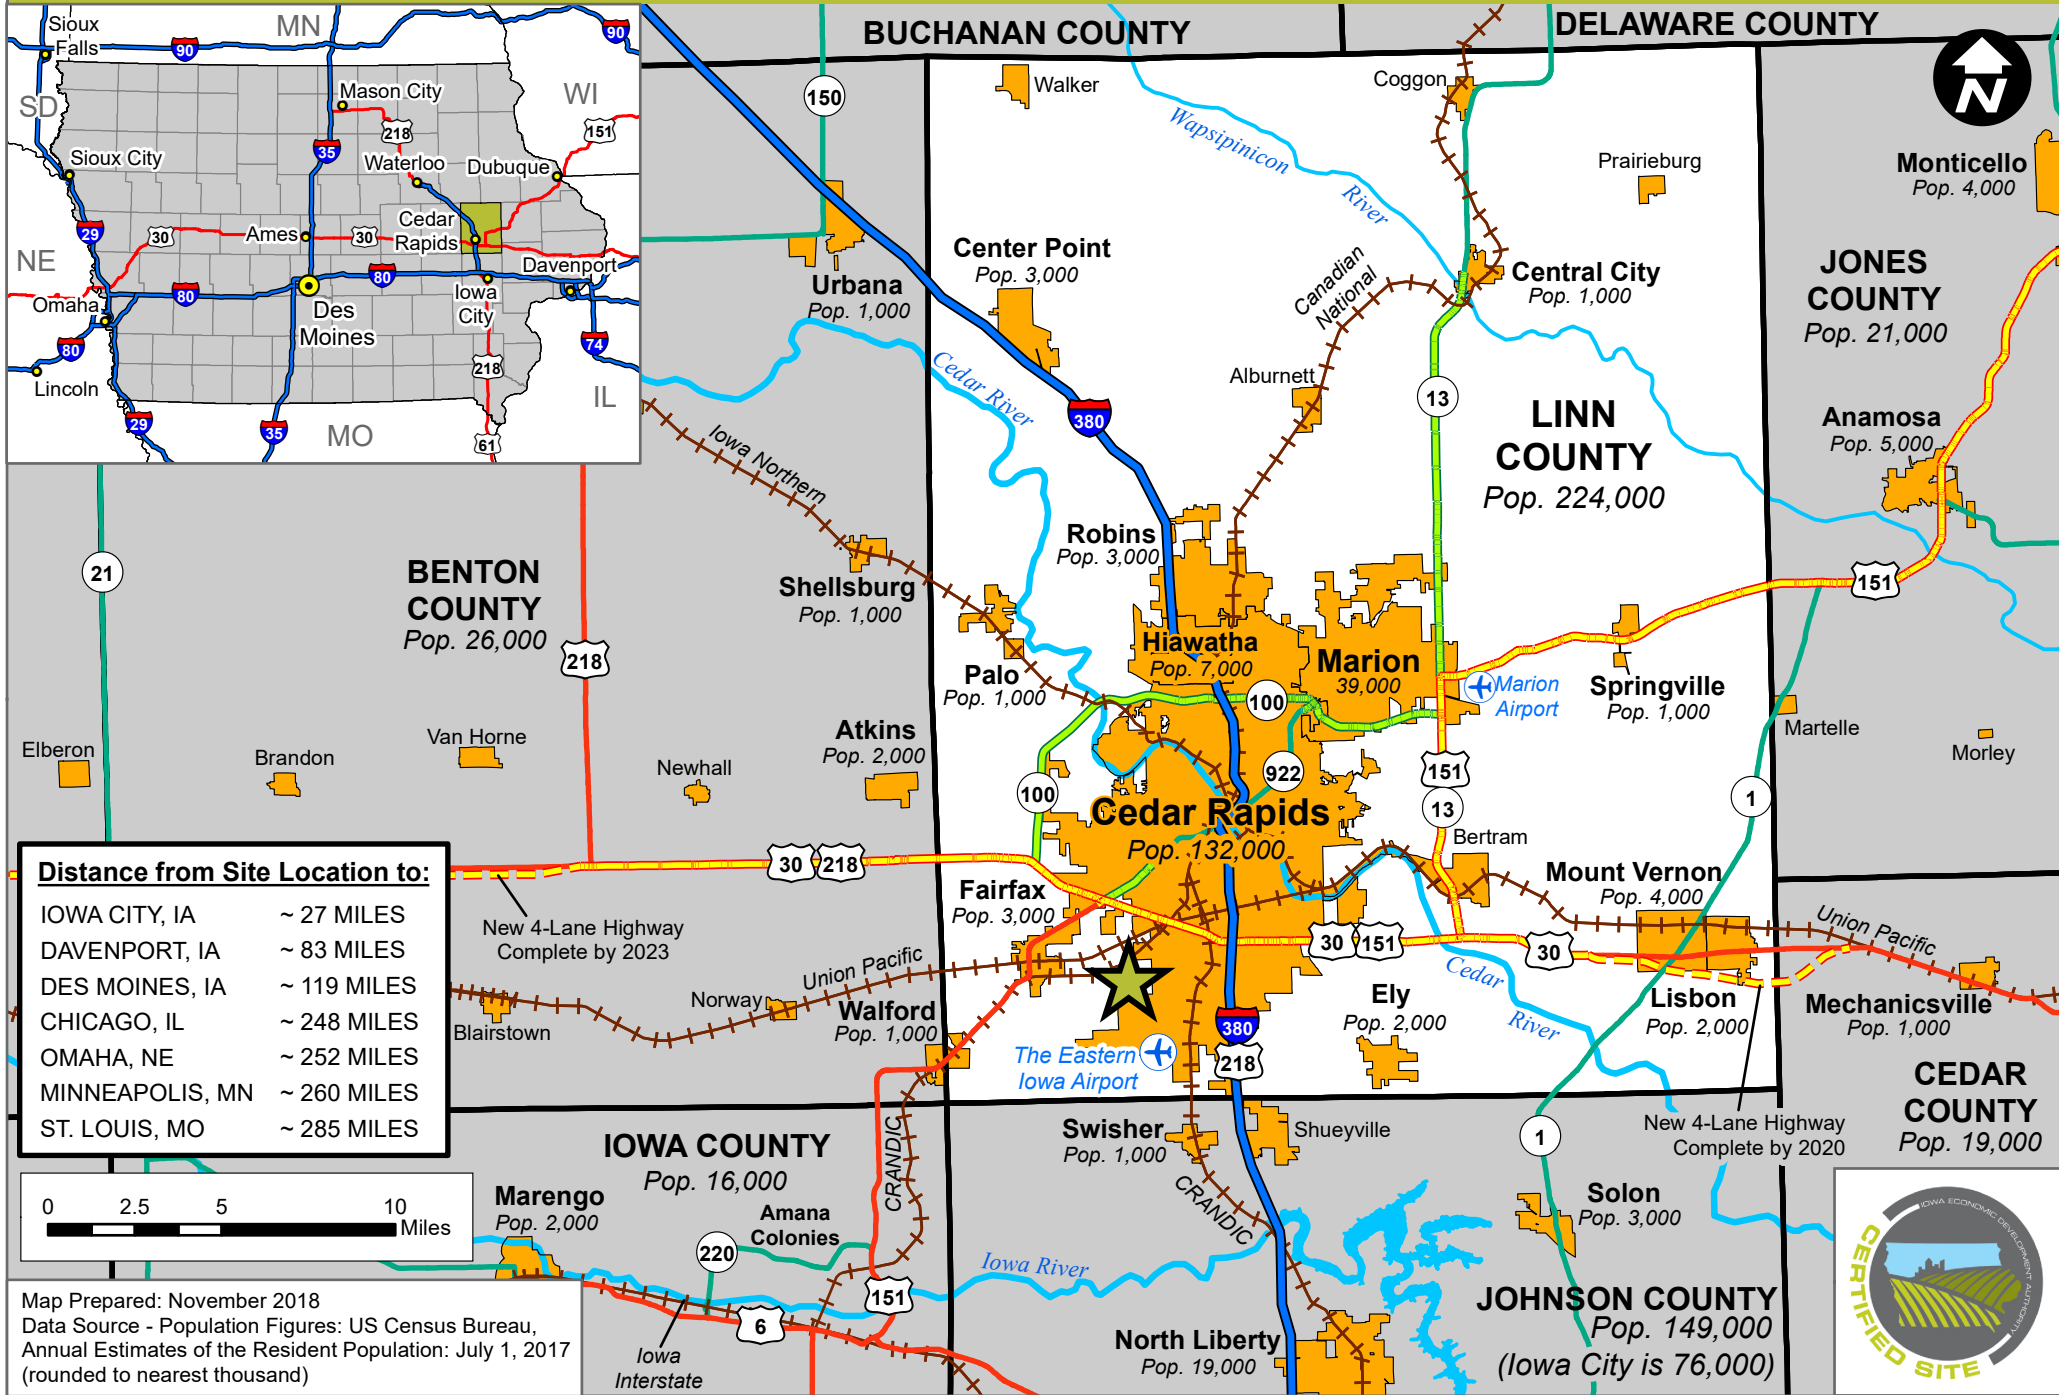 BUCHANAN COUNTY
DELAWARE COUNTY
Sioux
Falls
MN
90
90
SD
WI
Mason City
218
151
35
Sioux City
Waterloo
Dubuque
Cedar
Rapids
29
30
Ames
30
NE
Davenport
80
80
Omaha
Iowa
City
Des
Moines
80
74
Lincoln
218
IL
29
35
MO
61
N
Walker
Coggon
150
Wapsipinicon
River
Prairieburg
Monticello
Pop. 4,000
Center Point
Pop. 3,000
Urbana
Pop. 1,000
Canadian
National
Central City
Pop. 1,000
JONES
COUNTY
Pop. 21,000
Cedar River
380
Alburnett
13
LINN
COUNTY
Pop. 224,000
Anamosa
Pop. 5,000
Iowa Northern
Robins
Pop. 3,000
21
BENTON
COUNTY
Pop. 26,000
Shellsburg
Pop. 1,000
151
218
Hiawatha
Pop. 7,000
Marion
39,000
Palo
Pop. 1,000
100
Marion
Airport
Springville
Pop. 1,000
Martelle
Morley
Elberon
Brandon
Van Horne
Newhall
Atkins
Pop. 2,000
100
922
151
13
1
Cedar Rapids
Pop. 132,000
Bertram
30
218
Fairfax
Pop. 3,000
Mount Vernon
Pop. 4,000
New 4-Lane Highway
Complete by 2023
30
151
30
Union Pacific
Union Pacific
Cedar
River
Blairstown
Norway
Walford
Pop. 1,000
Ely
Pop. 2,000
Lisbon
Pop. 2,000
Mechanicsville
Pop. 1,000
380
218
The Eastern
Iowa Airport
CEDAR
COUNTY
Pop. 19,000
New 4-Lane Highway
Complete by 2020
Distance from Site Location to:
IOWA CITY, IA ~ 27 MILES
DAVENPORT, IA ~ 83 MILES
DES MOINES, IA ~ 119 MILES
CHICAGO, IL ~ 248 MILES
OMAHA, NE ~ 252 MILES
MINNEAPOLIS, MN ~ 260 MILES
ST. LOUIS, MO ~ 285 MILES
IOWA COUNTY
Pop. 16,000
CRANDIC
Swisher
Pop. 1,000
Shueyville
1
CRANDIC
Solon
Pop. 3,000
0 2.5 5 10
Miles
Marengo
Pop. 2,000
Amana
Colonies
220
Iowa River
151
6
Iowa
Interstate
North Liberty
Pop. 19,000
JOHNSON COUNTY
Pop. 149,000
(Iowa City is 76,000)
Map Prepared: November 2018
Data Source - Population Figures: US Census Bureau,
Annual Estimates of the Resident Population: July 1, 2017
(rounded to nearest thousand)
IOWA ECONOMIC DEVELOPMENT AUTHORITY
CERTIFIED SITE